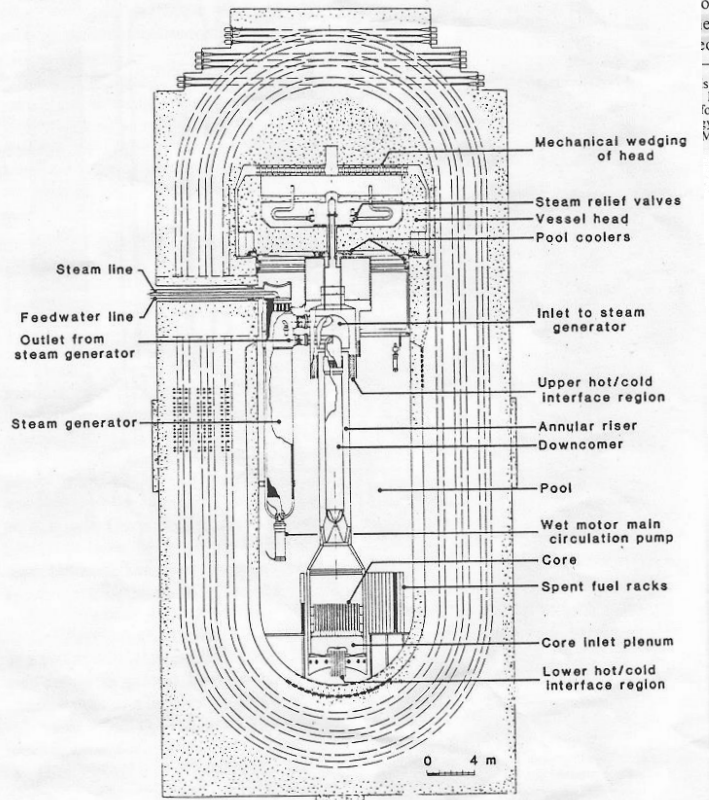 Mechanical wedging
of head
Steam relief valves
Vessel head
Pool coolers
Steam line
Feedwater line
Outlet from
steam generator
Inlet to steam
generator
Upper hot/cold
interface region
Steam generator
Annular riser
Downcomer
Pool
Wet motor main
circulation pump
Core
Spent fuel racks
Core inlet plenum
Lower hot/cold
interface region
0 4 m